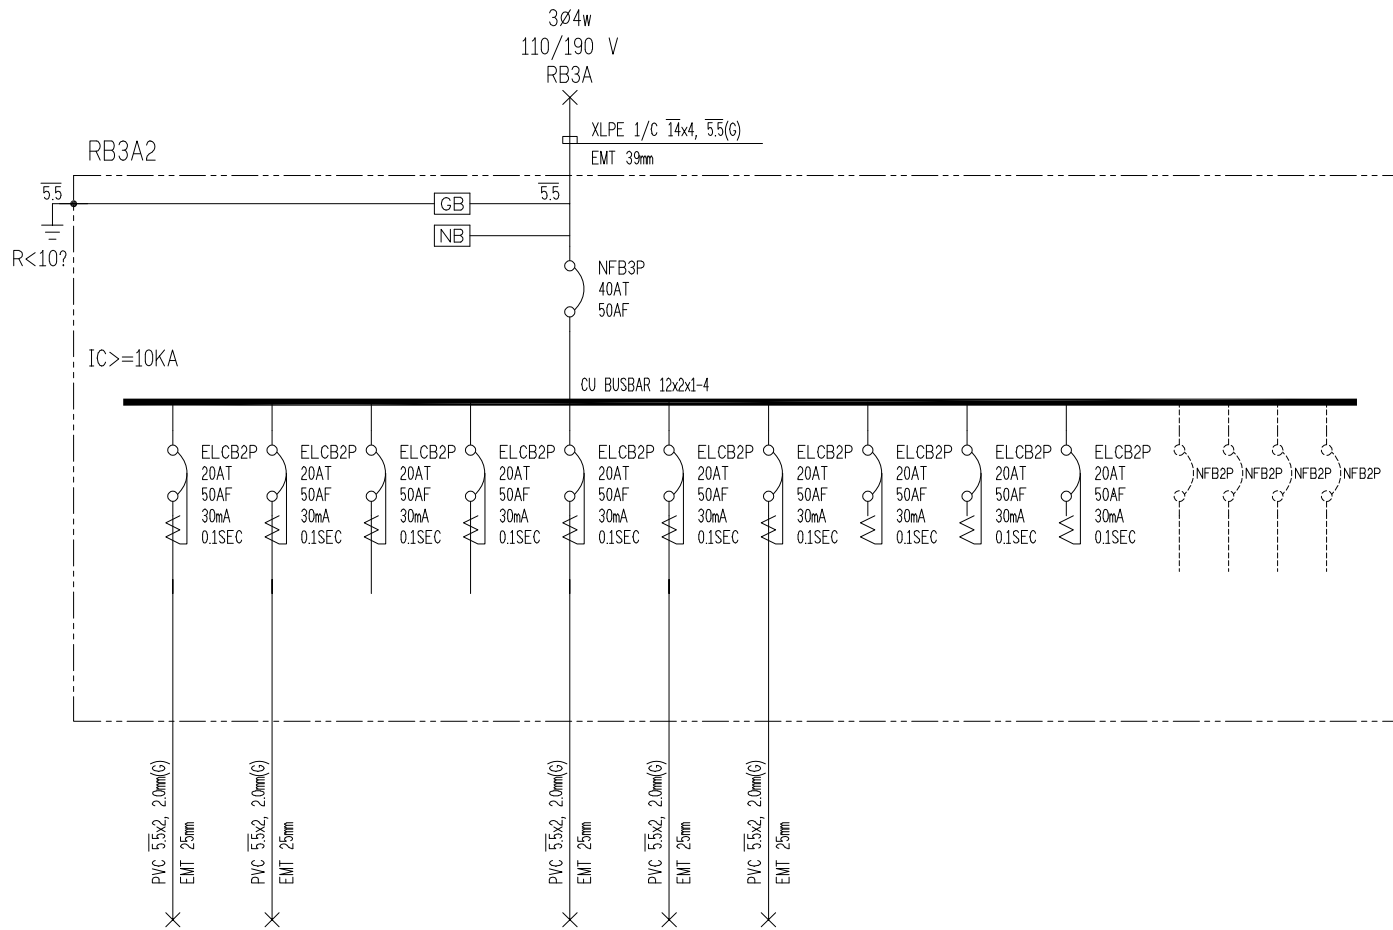 3Ø4w
110/190 V
RB3A
XLPE 1/C 14x4, 5.5(G)
EMT 39mm
RB3A2
5.5
GB
5.5
NB
R<10?
NFB3P
40AT
50AF
IC>=10KA
CU BUSBAR 12x2x1-4
ELCB2P
20AT
50AF
30mA
0.1SEC
ELCB2P
20AT
50AF
30mA
0.1SEC
ELCB2P
20AT
50AF
30mA
0.1SEC
ELCB2P
20AT
50AF
30mA
0.1SEC
ELCB2P
20AT
50AF
30mA
0.1SEC
ELCB2P
20AT
50AF
30mA
0.1SEC
ELCB2P
20AT
50AF
30mA
0.1SEC
ELCB2P
20AT
50AF
30mA
0.1SEC
ELCB2P
20AT
50AF
30mA
0.1SEC
ELCB2P
20AT
50AF
30mA
0.1SEC
NFB2P
NFB2P
NFB2P
NFB2P
PVC 5.5x2, 2.0mm(G)
EMT 25mm
PVC 5.5x2, 2.0mm(G)
EMT 25mm
PVC 5.5x2, 2.0mm(G)
EMT 25mm
PVC 5.5x2, 2.0mm(G)
EMT 25mm
PVC 5.5x2, 2.0mm(G)
EMT 25mm